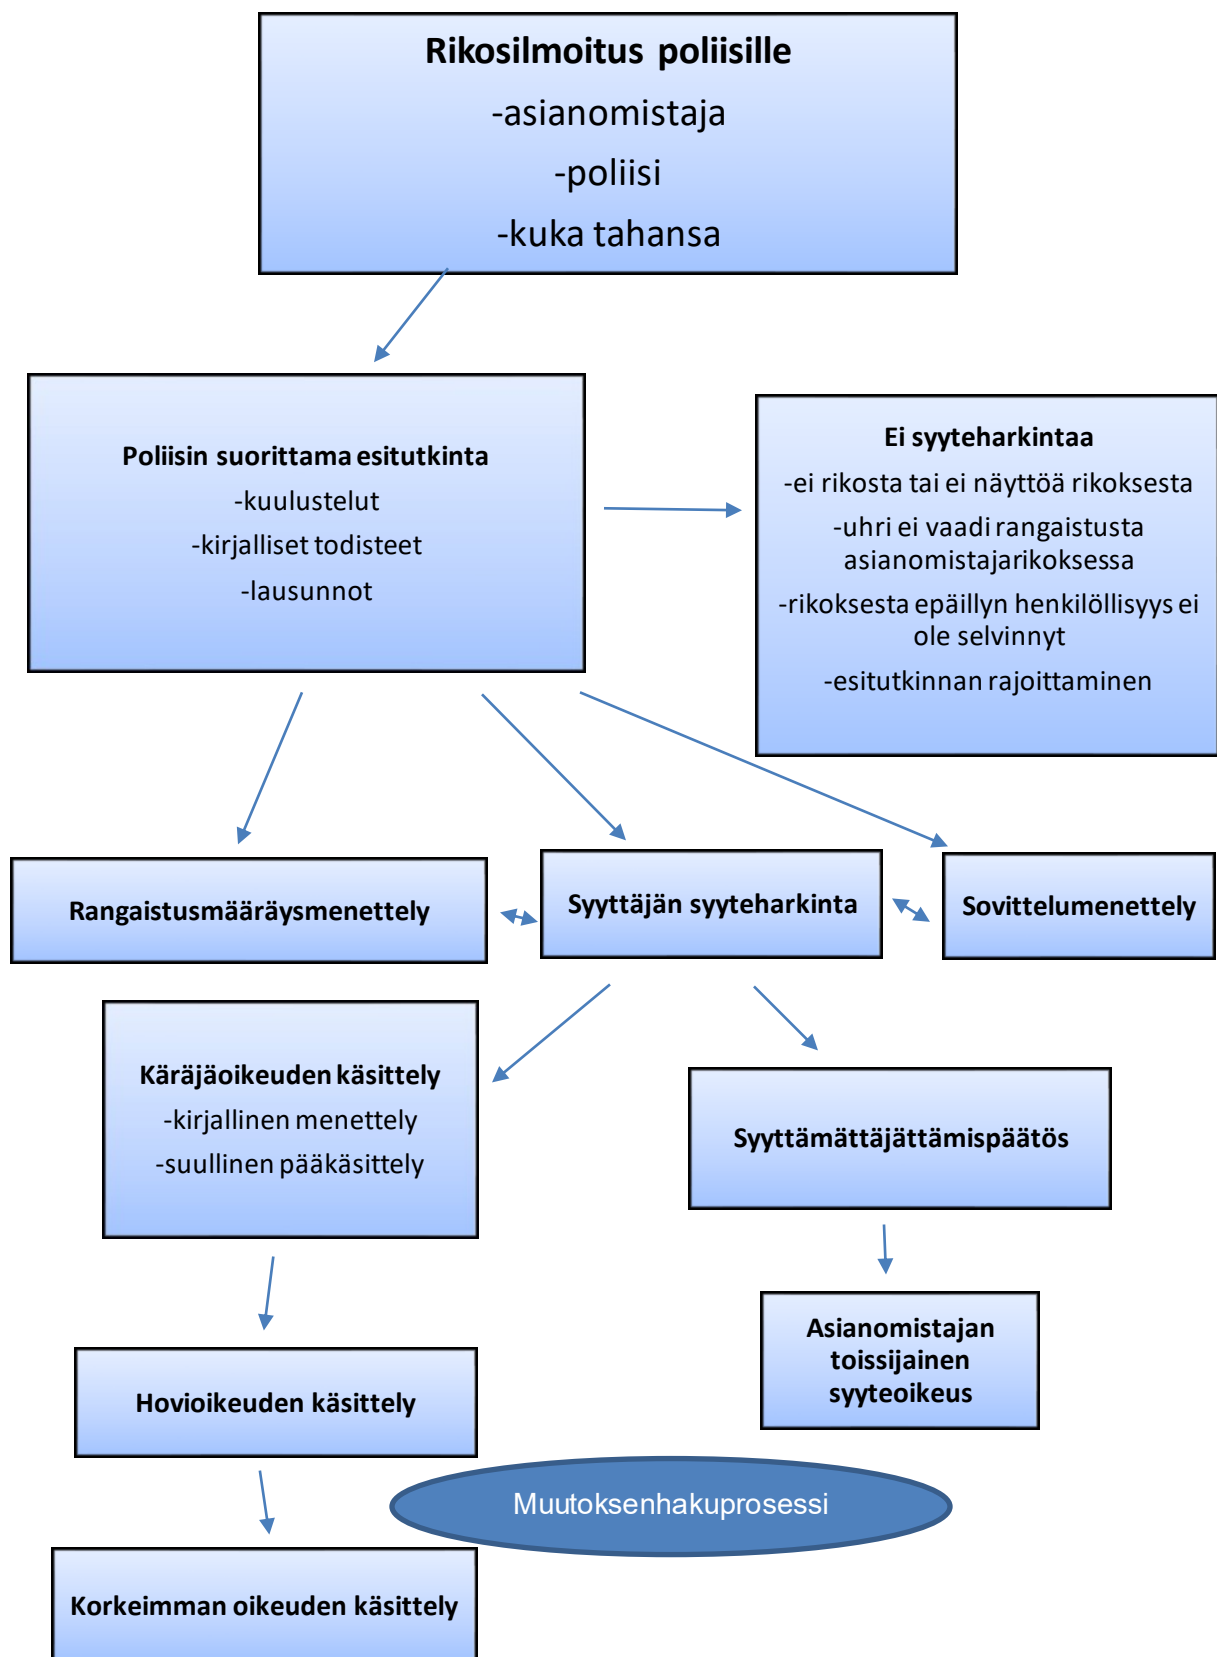 Rikosilmoitus poliisille
-asianomistaja
-poliisi
-kuka tahansa
Poliisin suorittama esitutkinta
-kuulustelut
-kirjalliset todisteet
-lausunnot
Ei syyteharkintaa
-ei rikosta tai ei näyttöä rikoksesta
-uhri ei vaadi rangaistusta
asianomistajarikoksessa
-rikoksesta epäillyn henkilöllisyys ei
ole selvinnyt
-esitutkinnan rajoittaminen
Rangaistusmääräysmenettely
Syyttäjän syyteharkinta
Sovittelumenettely
Käräjäoikeuden käsittely
-kirjallinen menettely
-suullinen pääkäsittely
Syyttämättäjättämispäätös
Asianomistajan
toissijainen
syyteoikeus
Hovioikeuden käsittely
Muutoksenhakuprosessi
Korkeimman oikeuden käsittely